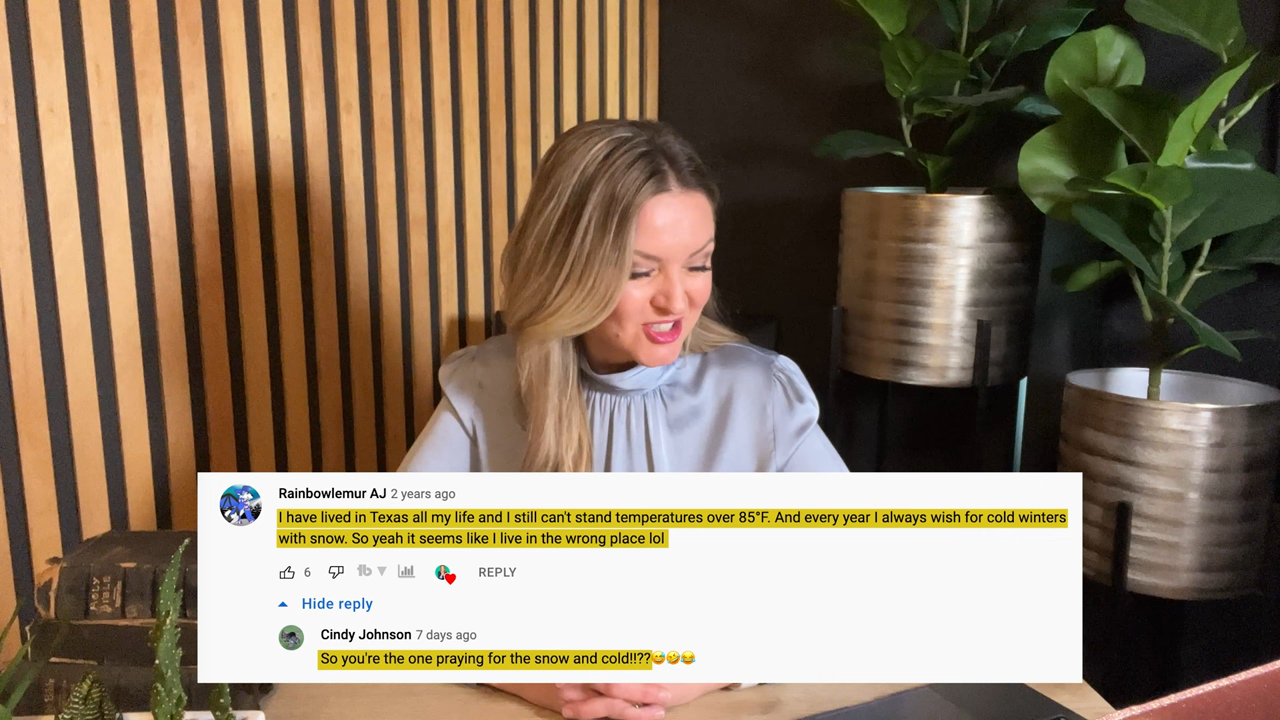 Rainbowlemur AJ 2 years ago
I have lived in Texas all my life and I still can't stand temperatures over 85°F. And every year I always wish for cold winters
with snow. So yeah it seems like I live in the wrong place lol
6 REPLY
Hide reply
Cindy Johnson 7 days ago
So you're the one praying for the snow and cold!!??😅🤣😂
HOLY
BIBLE